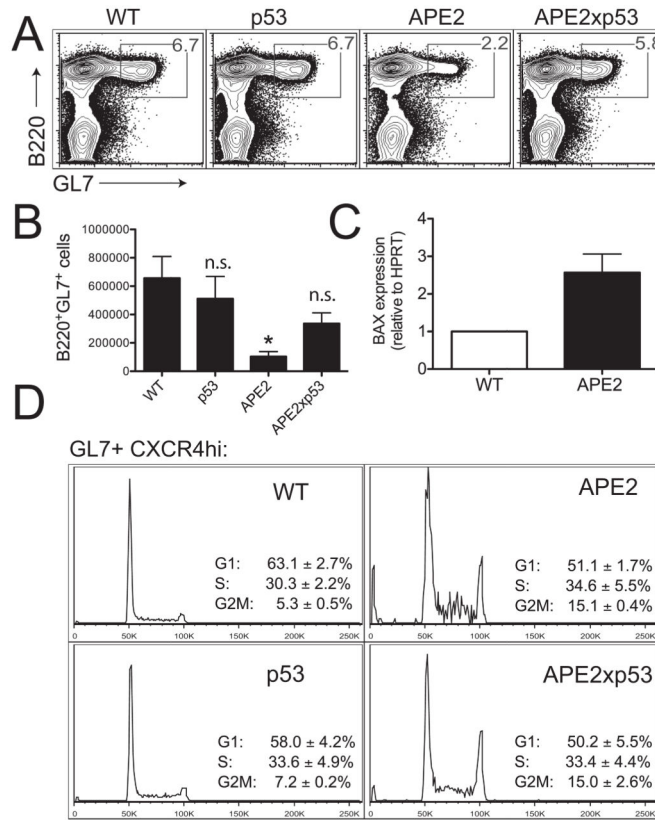 WT p53 APE2 APE2xp53
A
6.7 6.7 2.2 5.8
B220
GL7
B
1000000
800000
600000
400000
200000
0
B220+GL7+ cells
n.s.
*
n.s.
WT p53 APE2 APE2xp53
C
4
3
2
1
0
BAX expression
(relative to HPRT)
WT APE2
D
GL7+ CXCR4hi:
WT
G1: 63.1 ± 2.7%
S: 30.3 ± 2.2%
G2M: 5.3 ± 0.5%
0 50K 100K 150K 200K 250K
APE2
G1: 51.1 ± 1.7%
S: 34.6 ± 5.5%
G2M: 15.1 ± 0.4%
0 50K 100K 150K 200K 250K
p53
G1: 58.0 ± 4.2%
S: 33.6 ± 4.9%
G2M: 7.2 ± 0.2%
0 50K 100K 150K 200K 250K
APE2xp53
G1: 50.2 ± 5.5%
S: 33.4 ± 4.4%
G2M: 15.0 ± 2.6%
0 50K 100K 150K 200K 250K